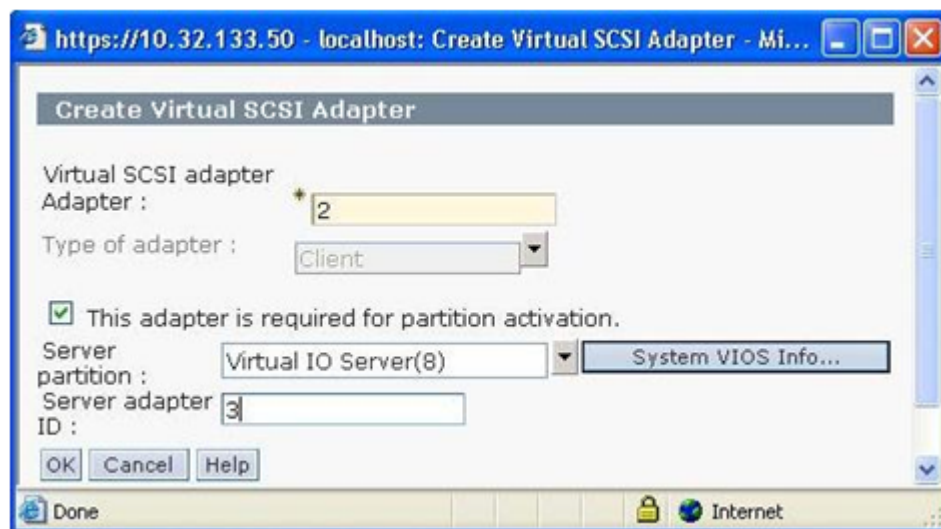 https://10.32.133.50 - localhost: Create Virtual SCSI Adapter - Mi...
Create Virtual SCSI Adapter
Virtual SCSI adapter
Adapter : * 2
Type of adapter : Client
This adapter is required for partition activation.
Server partition : Virtual IO Server(8) System VIOS Info...
Server adapter ID : 3
OK Cancel Help
Done Internet